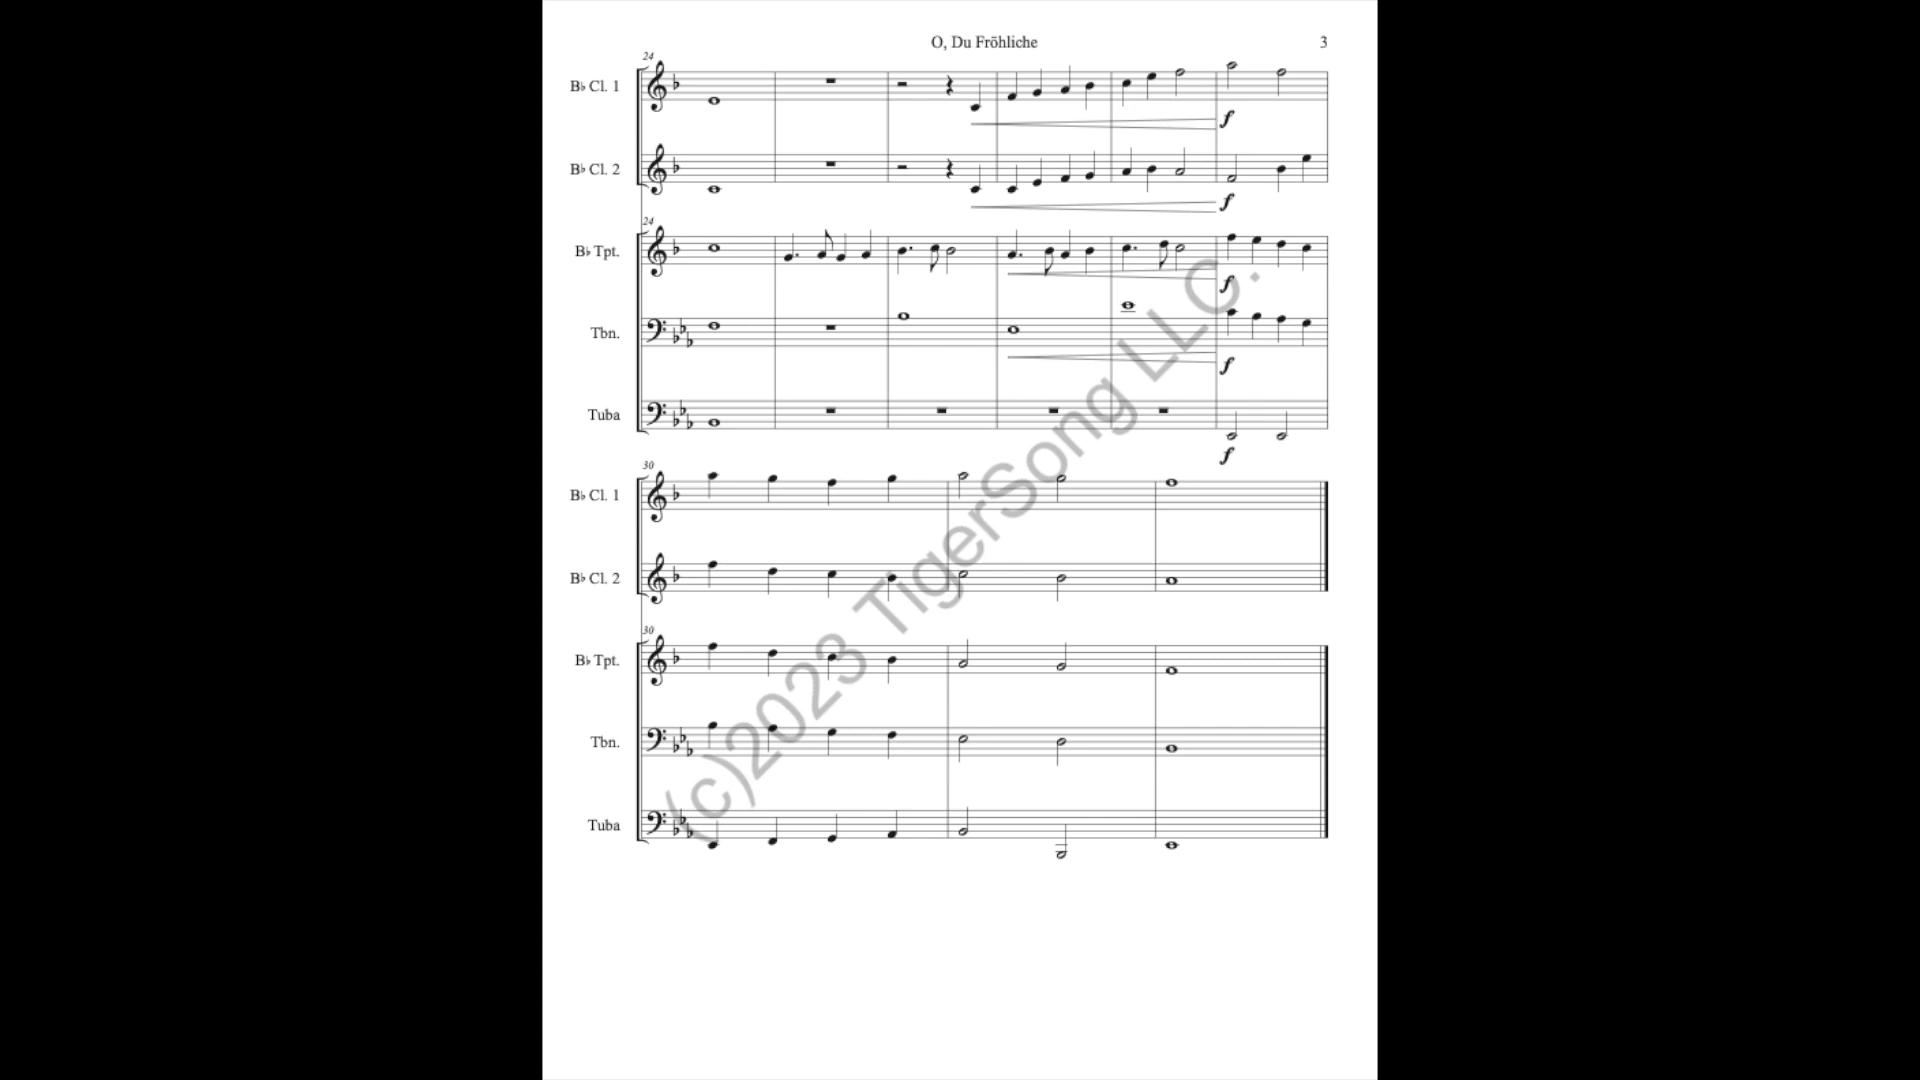 O, Du Fröhliche
3
24
B♭ Cl. 1
f
B♭ Cl. 2
f
24
B♭ Tpt.
f
Tbn.
f
Tuba
f
30
B♭ Cl. 1
B♭ Cl. 2
30
B♭ Tpt.
Tbn.
Tuba
(c)2023 TigerSong LLC.